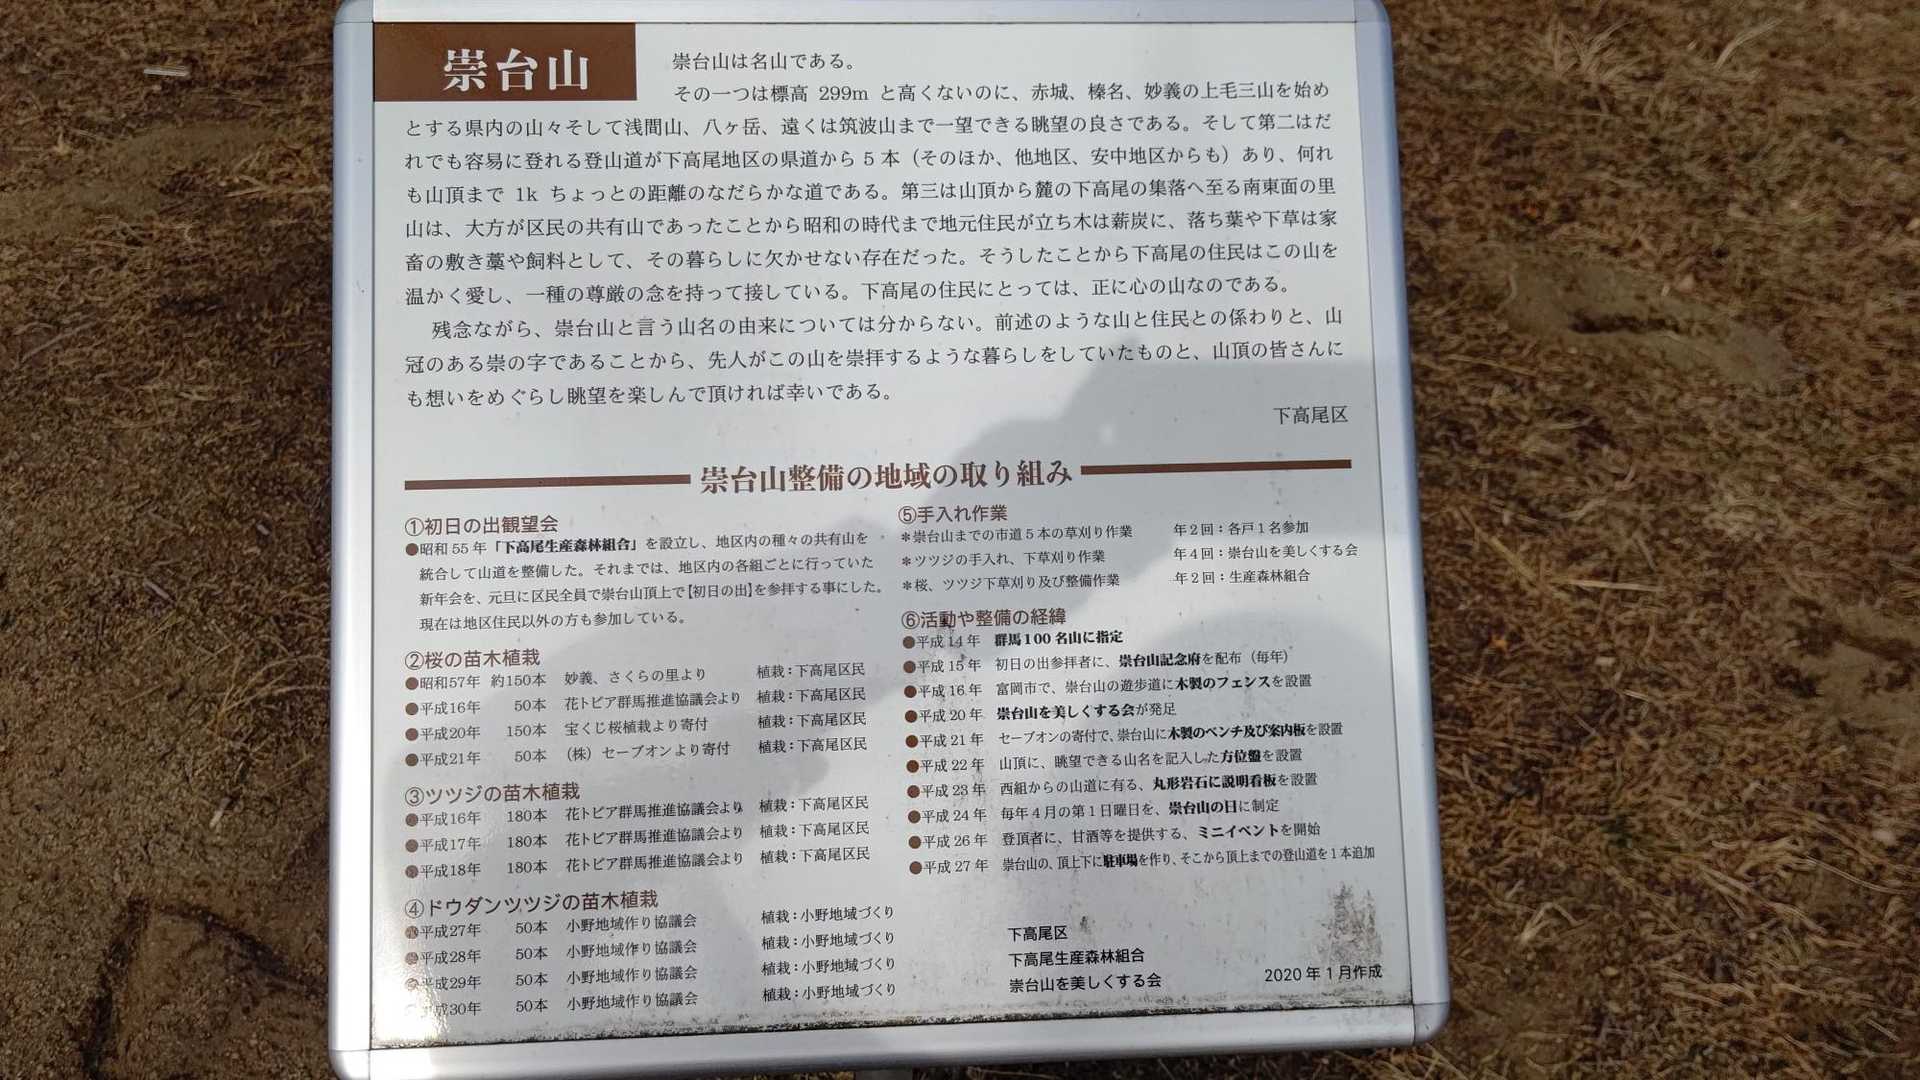 崇台山
崇台山は名山である。
その一つは標高 299m と高くないのに、赤城、榛名、妙義の上毛三山を始め
とする県内の山々そして浅間山、八ヶ岳、遠くは筑波山まで一望できる眺望の良さである。そして第二はだ
れでも容易に登れる登山道が下高尾地区の県道から5本（そのほか、他地区、安中地区からも）あり、何れ
も山頂まで 1k ちょっとの距離のなだらかな道である。第三は山頂から麓の下高尾の集落へ至る南東面の里
山は、大方が区民の共有山であったことから昭和の時代まで地元住民が立ち木は薪炭に、落ち葉や下草は家
畜の敷き藁や飼料として、その暮らしに欠かせない存在だった。そうしたことから下高尾の住民はこの山を
温かく愛し、一種の尊厳の念を持って接している。下高尾の住民にとっては、正に心の山なのである。
残念ながら、崇台山と言う山名の由来については分からない。前述のような山と住民との係わりと、山
冠のある崇の字であることから、先人がこの山を崇拝するような暮らしをしていたものと、山頂の皆さんに
も想いをめぐらし眺望を楽しんで頂ければ幸いである。
下高尾区
崇台山整備の地域の取り組み
①初日の出観望会
●昭和55年「下高尾生産森林組合」を設立し、地区内の種々の共有山を
統合して山道を整備した。それまでは、地区内の各組ごとに行っていた
新年会を、元旦に区民全員で崇台山頂上で【初日の出】を参拝する事にした。
現在は地区住民以外の方も参加している。
②桜の苗木植栽
●昭和57年 約150本 妙義、さくらの里より 植栽：下高尾区民
●平成16年 50本 花トピア群馬推進協議会より 植栽：下高尾区民
●平成20年 150本 宝くじ桜植栽より寄付 植栽：下高尾区民
●平成21年 50本 （株）セーブオンより寄付 植栽：下高尾区民
③ツツジの苗木植栽
●平成16年 180本 花トピア群馬推進協議会より 植栽：下高尾区民
●平成17年 180本 花トピア群馬推進協議会より 植栽：下高尾区民
●平成18年 180本 花トピア群馬推進協議会より 植栽：下高尾区民
④ドウダンツツジの苗木植栽
●平成27年 50本 小野地域作り協議会 植栽：小野地域づくり
●平成28年 50本 小野地域作り協議会 植栽：小野地域づくり
●平成29年 50本 小野地域作り協議会 植栽：小野地域づくり
●平成30年 50本 小野地域作り協議会 植栽：小野地域づくり
⑤手入れ作業
＊崇台山までの市道5本の草刈り作業 年2回：各戸1名参加
＊ツツジの手入れ、下草刈り作業 年4回：崇台山を美しくする会
＊桜、ツツジ下草刈り及び整備作業 年2回：生産森林組合
⑥活動や整備の経緯
●平成14年 群馬100名山に指定
●平成15年 初日の出参拝者に、崇台山記念府を配布（毎年）
●平成16年 富岡市で、崇台山の遊歩道に木製のフェンスを設置
●平成20年 崇台山を美しくする会が発足
●平成21年 セーブオンの寄付で、崇台山に木製のベンチ及び案内板を設置
●平成22年 山頂に、眺望できる山名を記入した方位盤を設置
●平成23年 西組からの山道に有る、丸形岩石に説明看板を設置
●平成24年 毎年4月の第1日曜日を、崇台山の日に制定
●平成26年 登頂者に、甘酒等を提供する、ミニイベントを開始
●平成27年 崇台山の、頂上下に駐車場を作り、そこから頂上までの登山道を1本追加
下高尾区
下高尾生産森林組合
崇台山を美しくする会
2020年1月作成